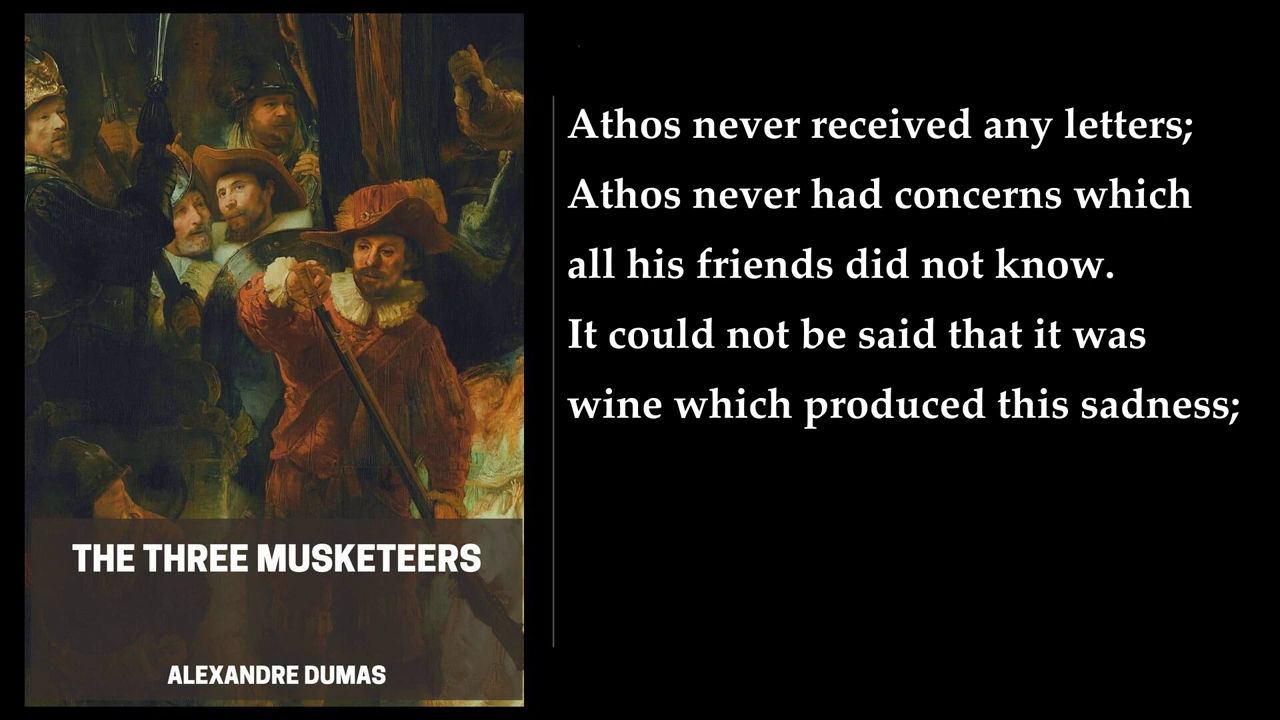 Athos never received any letters;
Athos never had concerns which
all his friends did not know.
It could not be said that it was
wine which produced this sadness;
THE THREE MUSKETEERS
ALEXANDRE DUMAS